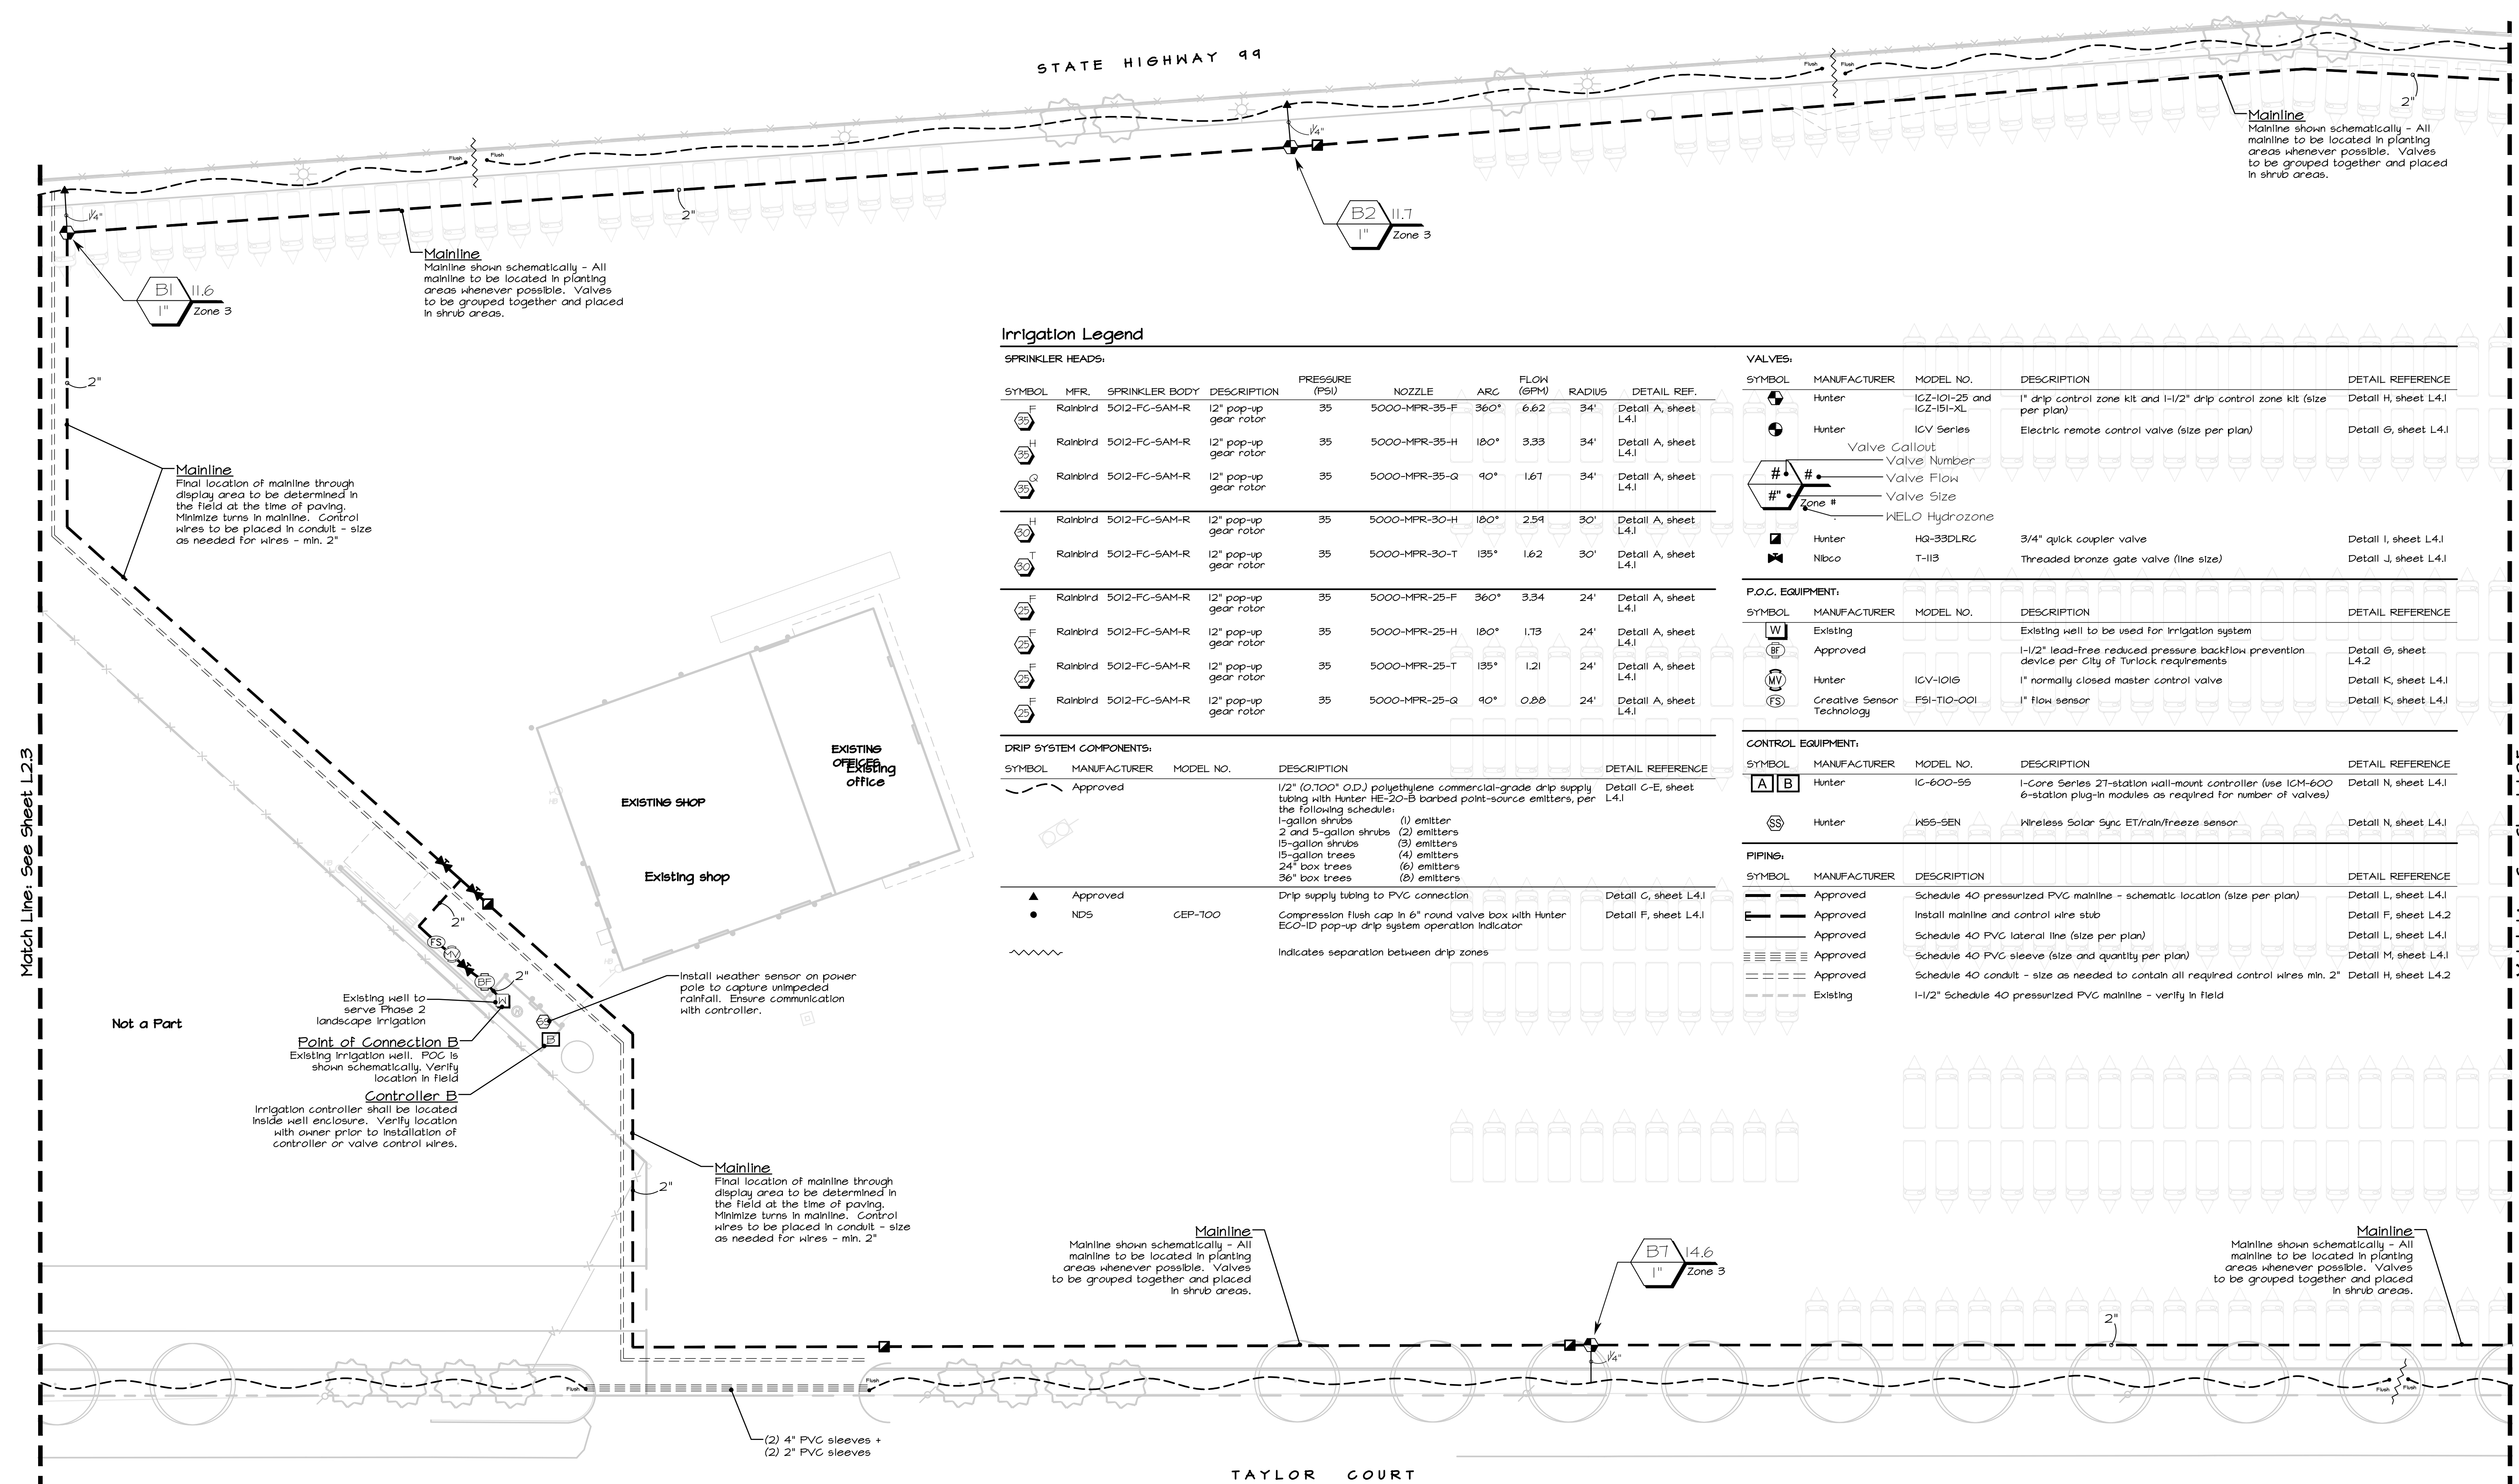 STATE HIGHWAY 99
Flush
Flush
Flush
Flush
1¼"
1¼"
2"
2"
Mainline
Mainline shown schematically - All
mainline to be located in planting
areas whenever possible. Valves
to be grouped together and placed
in shrub areas.
B2
11.7
1"
Zone 3
Mainline
Mainline shown schematically - All
mainline to be located in planting
areas whenever possible. Valves
to be grouped together and placed
in shrub areas.
B1
11.6
1"
Zone 3
2"
Mainline
Final location of mainline through
display area to be determined in
the field at the time of paving.
Minimize turns in mainline. Control
wires to be placed in conduit - size
as needed for wires - min. 2"
Match Line: See Sheet L2.3
Irrigation Legend
SPRINKLER HEADS:
SYMBOL MFR. SPRINKLER BODY DESCRIPTION PRESSURE (PSI) NOZZLE ARC FLOW (GPM) RADIUS DETAIL REF.
35 F Rainbird 5012-FC-SAM-R 12" pop-up gear rotor 35 5000-MPR-35-F 360° 6.62 34' Detail A, sheet L4.1
35 H Rainbird 5012-FC-SAM-R 12" pop-up gear rotor 35 5000-MPR-35-H 180° 3.33 34' Detail A, sheet L4.1
35 Q Rainbird 5012-FC-SAM-R 12" pop-up gear rotor 35 5000-MPR-35-Q 90° 1.67 34' Detail A, sheet L4.1
30 H Rainbird 5012-FC-SAM-R 12" pop-up gear rotor 35 5000-MPR-30-H 180° 2.59 30' Detail A, sheet L4.1
30 T Rainbird 5012-FC-SAM-R 12" pop-up gear rotor 35 5000-MPR-30-T 135° 1.62 30' Detail A, sheet L4.1
25 F Rainbird 5012-FC-SAM-R 12" pop-up gear rotor 35 5000-MPR-25-F 360° 3.34 24' Detail A, sheet L4.1
25 F Rainbird 5012-FC-SAM-R 12" pop-up gear rotor 35 5000-MPR-25-H 180° 1.73 24' Detail A, sheet L4.1
25 F Rainbird 5012-FC-SAM-R 12" pop-up gear rotor 35 5000-MPR-25-T 135° 1.21 24' Detail A, sheet L4.1
25 F Rainbird 5012-FC-SAM-R 12" pop-up gear rotor 35 5000-MPR-25-Q 90° 0.88 24' Detail A, sheet L4.1
DRIP SYSTEM COMPONENTS:
SYMBOL MANUFACTURER MODEL NO. DESCRIPTION DETAIL REFERENCE
Approved 1/2" (0.700" O.D.) polyethylene commercial-grade drip supply Detail C-E, sheet
tubing with Hunter HE-20-B barbed point-source emitters, per L4.1
the following schedule:
1-gallon shrubs (1) emitter
2 and 5-gallon shrubs (2) emitters
15-gallon shrubs (3) emitters
15-gallon trees (4) emitters
24" box trees (6) emitters
36" box trees (8) emitters
Approved Drip supply tubing to PVC connection Detail C, sheet L4.1
NDS CEP-700 Compression flush cap in 6" round valve box with Hunter Detail F, sheet L4.1
ECO-ID pop-up drip system operation indicator
Indicates separation between drip zones
VALVES:
SYMBOL MANUFACTURER MODEL NO. DESCRIPTION DETAIL REFERENCE
Hunter ICZ-101-25 and 1" drip control zone kit and 1-1/2" drip control zone kit (size Detail H, sheet L4.1
ICZ-151-XL per plan)
Hunter ICV Series Electric remote control valve (size per plan) Detail G, sheet L4.1
Valve Callout
# # #" Zone #
Valve Number
Valve Flow
Valve Size
WELO Hydrozone
Hunter HQ-33DLRC 3/4" quick coupler valve Detail I, sheet L4.1
Nibco T-113 Threaded bronze gate valve (line size) Detail J, sheet L4.1
P.O.C. EQUIPMENT:
SYMBOL MANUFACTURER MODEL NO. DESCRIPTION DETAIL REFERENCE
W Existing Existing well to be used for irrigation system
BF Approved 1-1/2" lead-free reduced pressure backflow prevention Detail G, sheet
device per City of Turlock requirements L4.2
MV Hunter ICV-101G 1" normally closed master control valve Detail K, sheet L4.1
FS Creative Sensor FSI-T10-001 1" flow sensor Detail K, sheet L4.1
Technology
CONTROL EQUIPMENT:
SYMBOL MANUFACTURER MODEL NO. DESCRIPTION DETAIL REFERENCE
A B Hunter IC-600-SS I-Core Series 27-station wall-mount controller (use ICM-600 Detail N, sheet L4.1
6-station plug-in modules as required for number of valves)
SS Hunter WSS-SEN Wireless Solar Sync ET/rain/freeze sensor Detail N, sheet L4.1
PIPING:
SYMBOL MANUFACTURER DESCRIPTION DETAIL REFERENCE
Approved Schedule 40 pressurized PVC mainline - schematic location (size per plan) Detail L, sheet L4.1
E Approved Install mainline and control wire stub Detail F, sheet L4.2
Approved Schedule 40 PVC lateral line (size per plan) Detail L, sheet L4.1
Approved Schedule 40 PVC sleeve (size and quantity per plan) Detail M, sheet L4.1
Approved Schedule 40 conduit - size as needed to contain all required control wires min. 2" Detail H, sheet L4.2
Existing 1-1/2" Schedule 40 pressurized PVC mainline - verify in field
EXISTING
OFFICES
Existing
office
EXISTING SHOP
Existing shop
2"
FS
MV
BF
2"
W
SS
B
Install weather sensor on power
pole to capture unimpeded
rainfall. Ensure communication
with controller.
Existing well to
serve Phase 2
landscape irrigation
Not a Part
Point of Connection B
Existing irrigation well. POC is
shown schematically. Verify
location in field
Controller B
Irrigation controller shall be located
inside well enclosure. Verify location
with owner prior to installation of
controller or valve control wires.
Mainline
Final location of mainline through
display area to be determined in
the field at the time of paving.
Minimize turns in mainline. Control
wires to be placed in conduit - size
as needed for wires - min. 2"
2"
Mainline
Mainline shown schematically - All
mainline to be located in planting
areas whenever possible. Valves
to be grouped together and placed
in shrub areas.
B7
14.6
1"
Zone 3
Mainline
Mainline shown schematically - All
mainline to be located in planting
areas whenever possible. Valves
to be grouped together and placed
in shrub areas.
2"
1¼"
Flush
Flush
Flush
Flush
(2) 4" PVC sleeves +
(2) 2" PVC sleeves
TAYLOR COURT